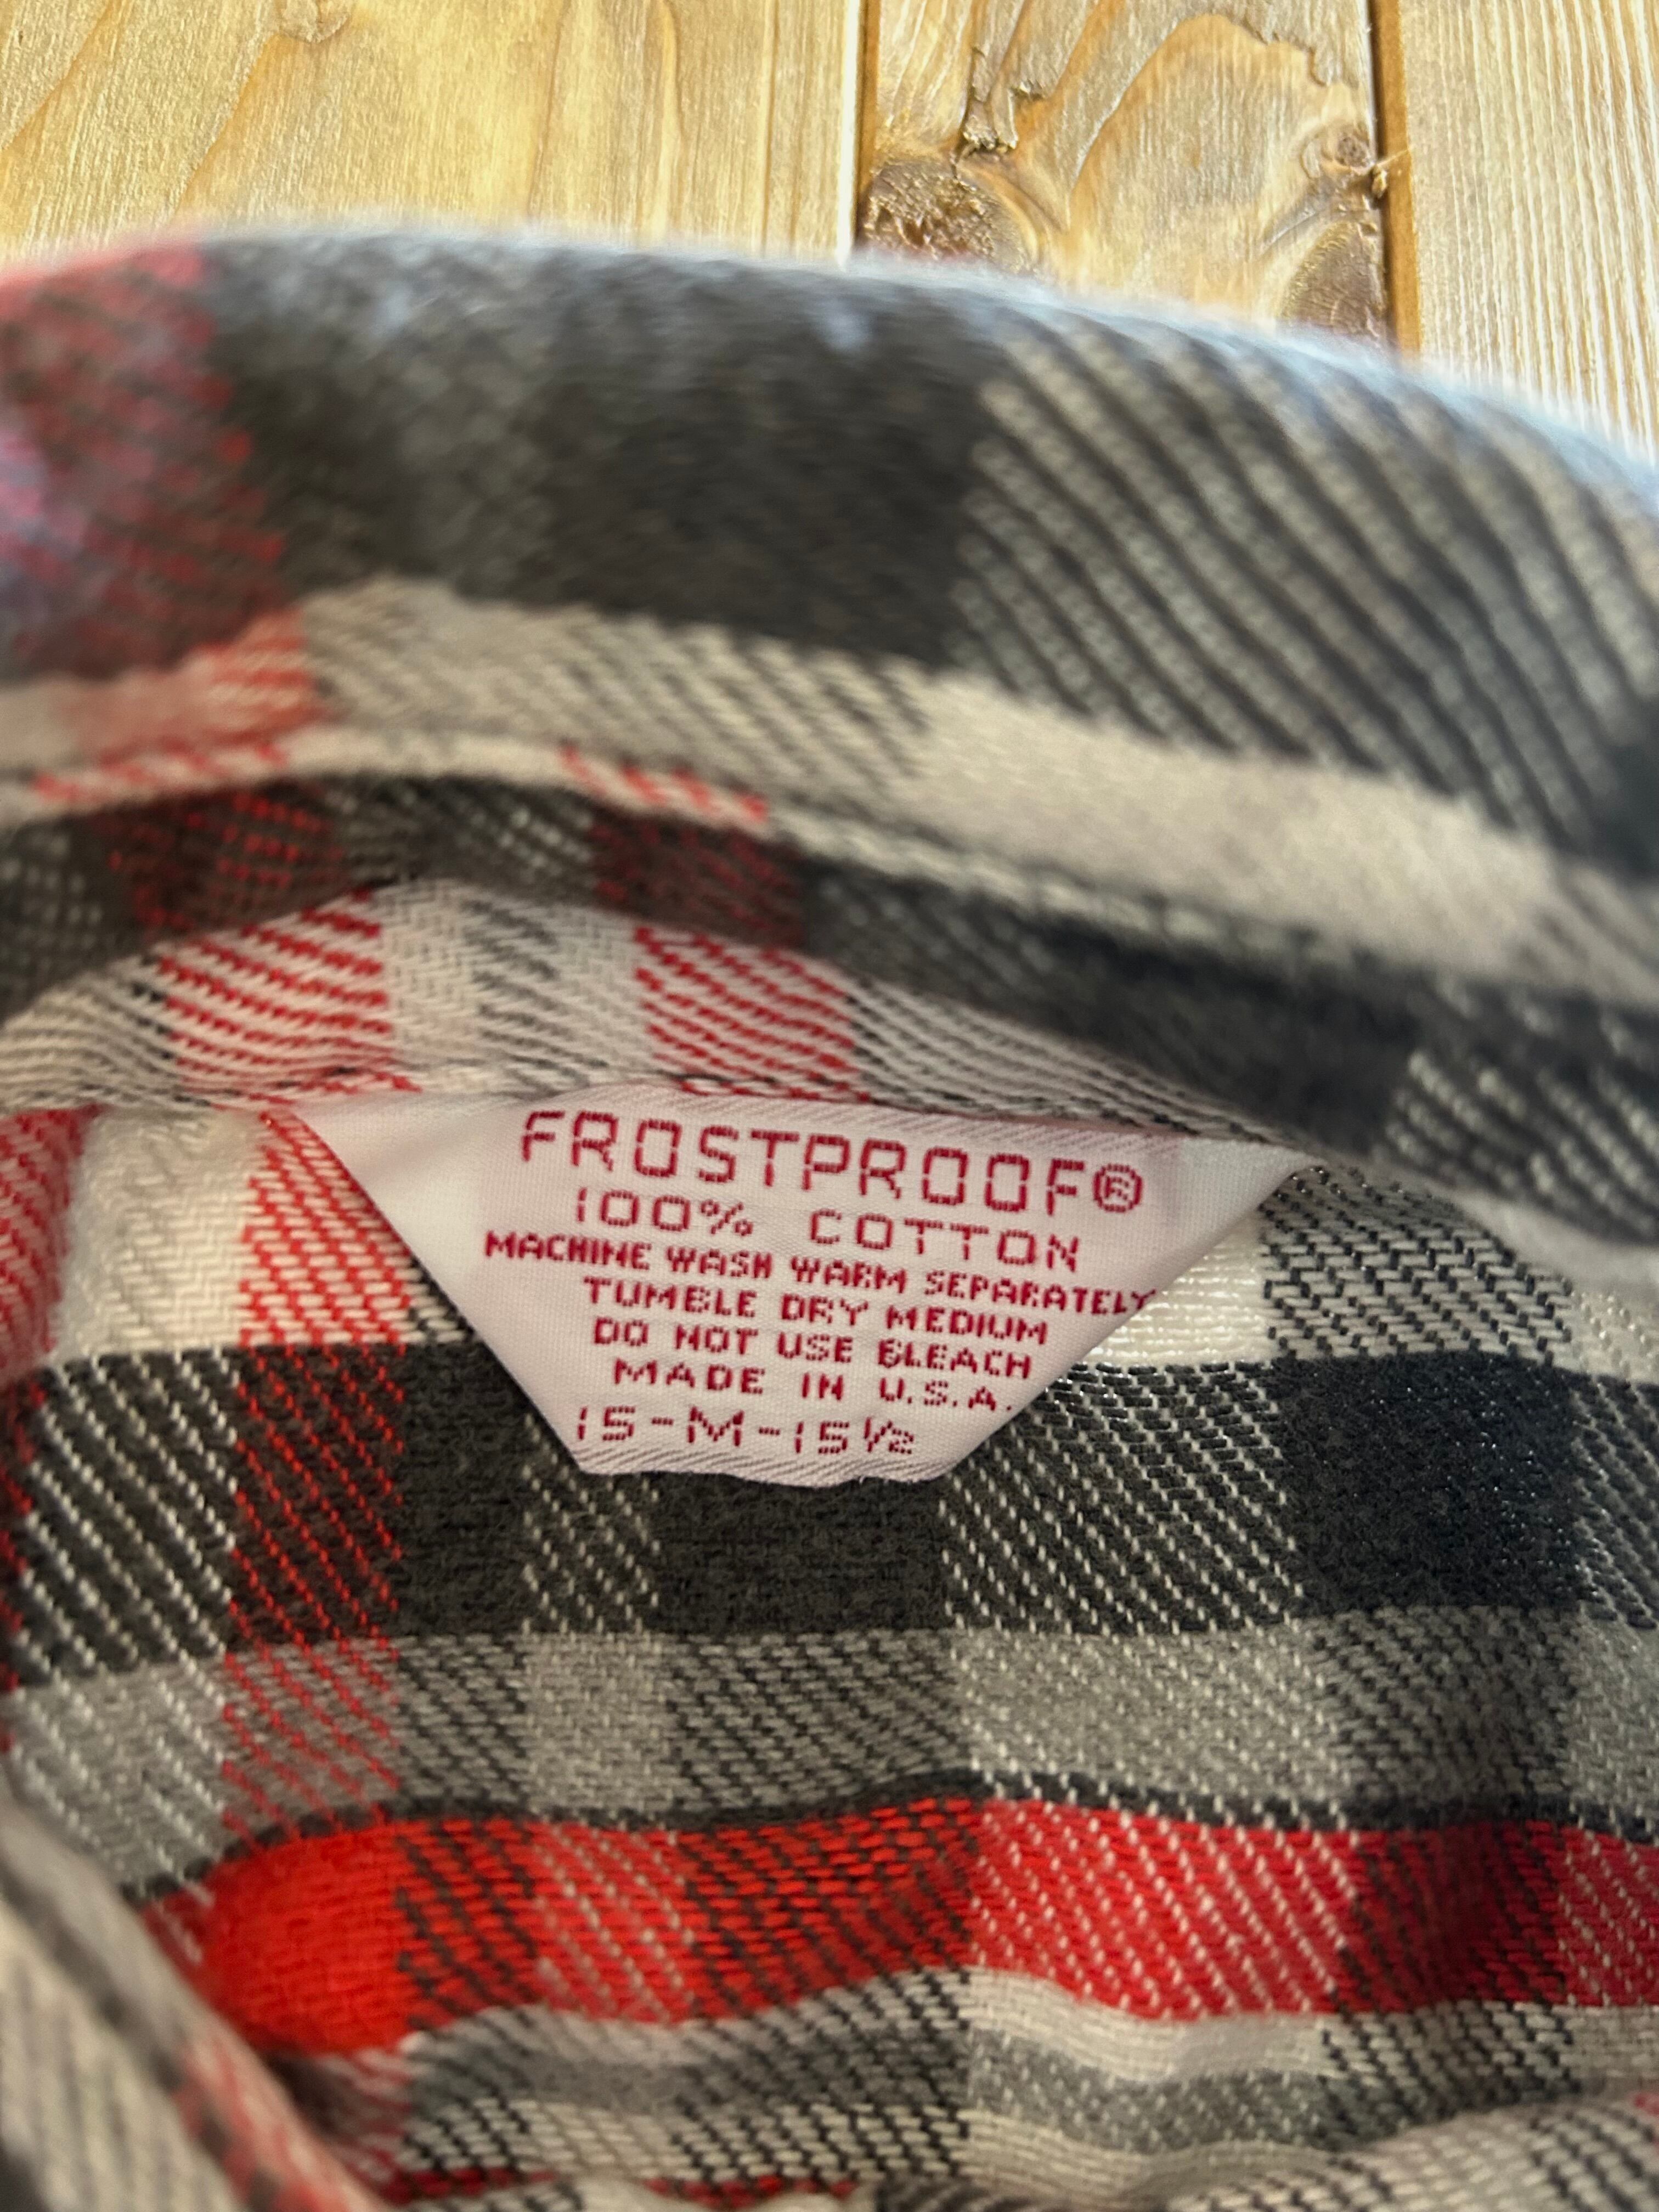 FROSTPROOF®
100% COTTON
MACHINE WASH WARM SEPARATELY
TUMBLE DRY MEDIUM
DO NOT USE BLEACH
MADE IN U.S.A.
15-M-15½